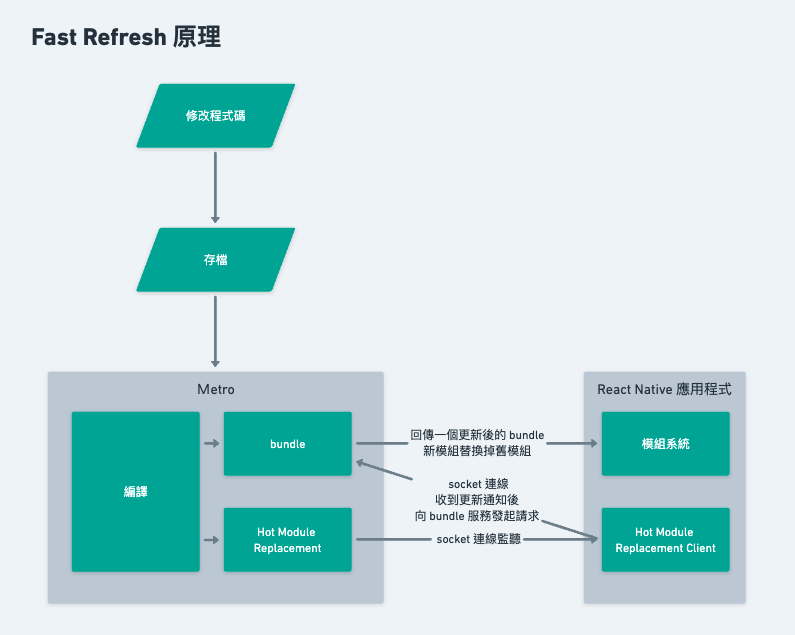 Fast Refresh 原理
修改程式碼
存檔
Metro
React Native 應用程式
編譯
bundle
回傳一個更新後的 bundle
新模組替換掉舊模組
模組系統
socket 連線
收到更新通知後
向 bundle 服務發起請求
Hot Module
Replacement
socket 連線監聽
Hot Module
Replacement Client